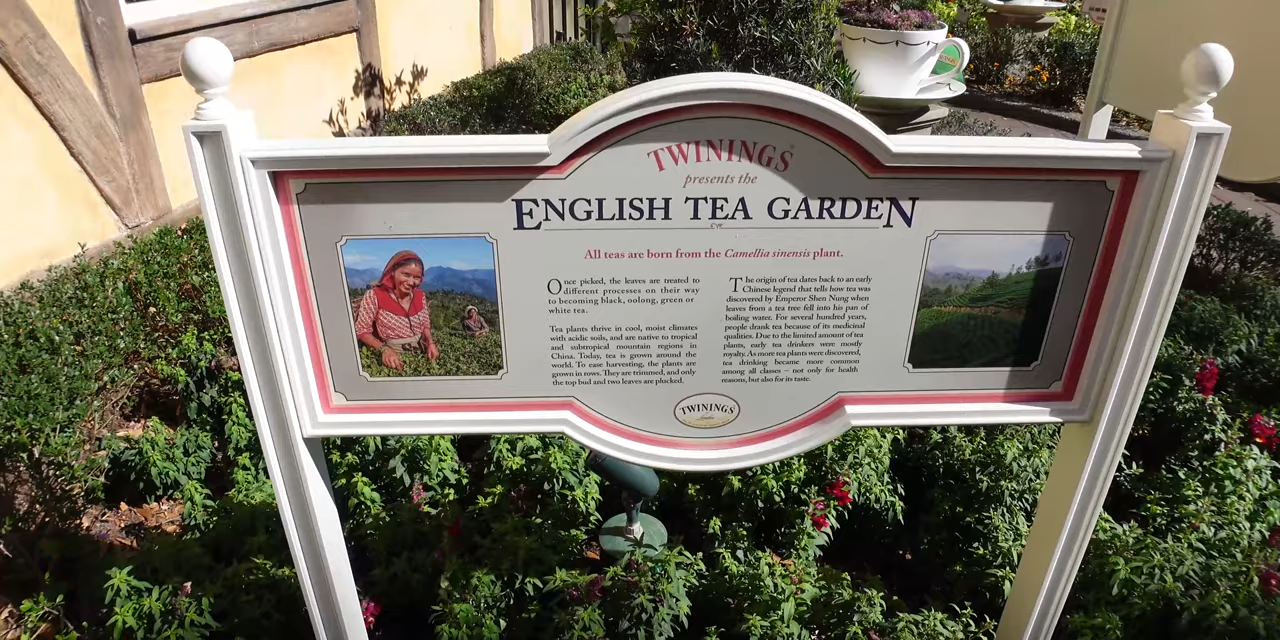 TWININGS
presents the
ENGLISH TEA GARDEN
All teas are born from the Camellia sinensis plant.
Once picked, the leaves are treated to
different processes on their way
to becoming black, oolong, green or
white tea.
Tea plants thrive in cool, moist climates
with acidic soils, and are native to tropical
and subtropical mountain regions in
China. Today, tea is grown around the
world. To ease harvesting, the plants are
grown in rows. They are trimmed, and only
the top bud and two leaves are plucked.
The origin of tea dates back to an early
Chinese legend that tells how tea was
discovered by Emperor Shen Nung when
leaves from a tea tree fell into his pan of
boiling water. For several hundred years,
people drank tea because of its medicinal
qualities. Due to the limited amount of tea
plants, early tea drinkers were mostly
royalty. As more tea plants were discovered,
tea drinking became more common
among all classes – not only for health
reasons, but also for its taste.
TWININGS